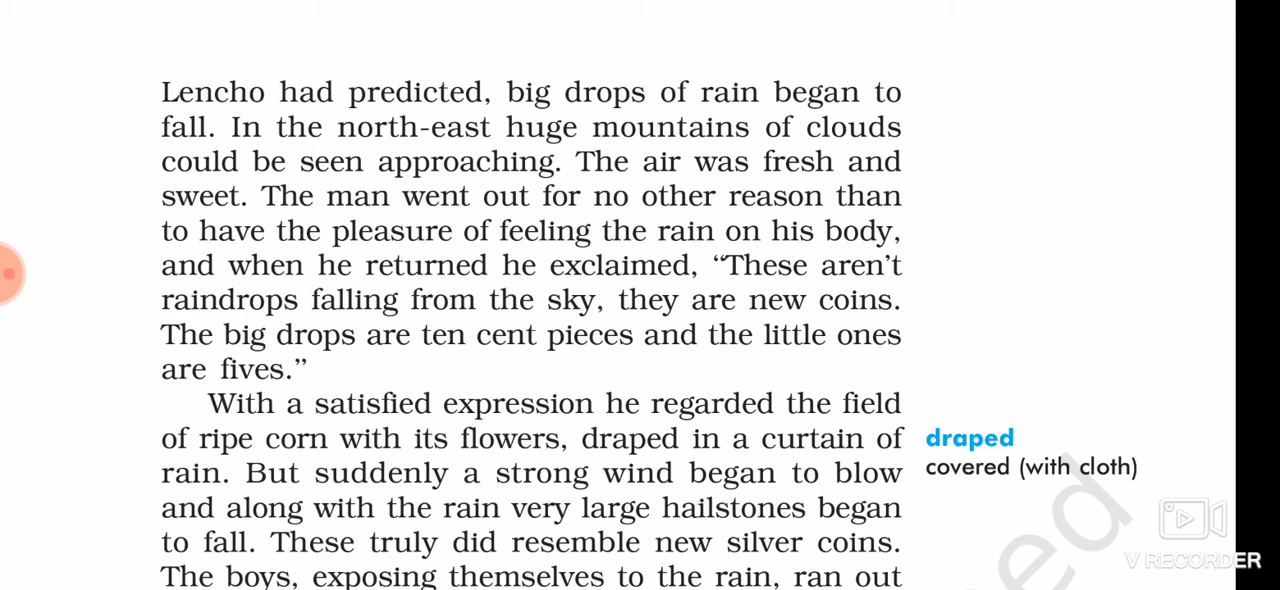 Lencho had predicted, big drops of rain began to
fall. In the north-east huge mountains of clouds
could be seen approaching. The air was fresh and
sweet. The man went out for no other reason than
to have the pleasure of feeling the rain on his body,
and when he returned he exclaimed, “These aren’t
raindrops falling from the sky, they are new coins.
The big drops are ten cent pieces and the little ones
are fives.”
With a satisfied expression he regarded the field
of ripe corn with its flowers, draped in a curtain of
rain. But suddenly a strong wind began to blow
and along with the rain very large hailstones began
to fall. These truly did resemble new silver coins.
The boys, exposing themselves to the rain, ran out
draped
covered (with cloth)
ed
V RECORDER